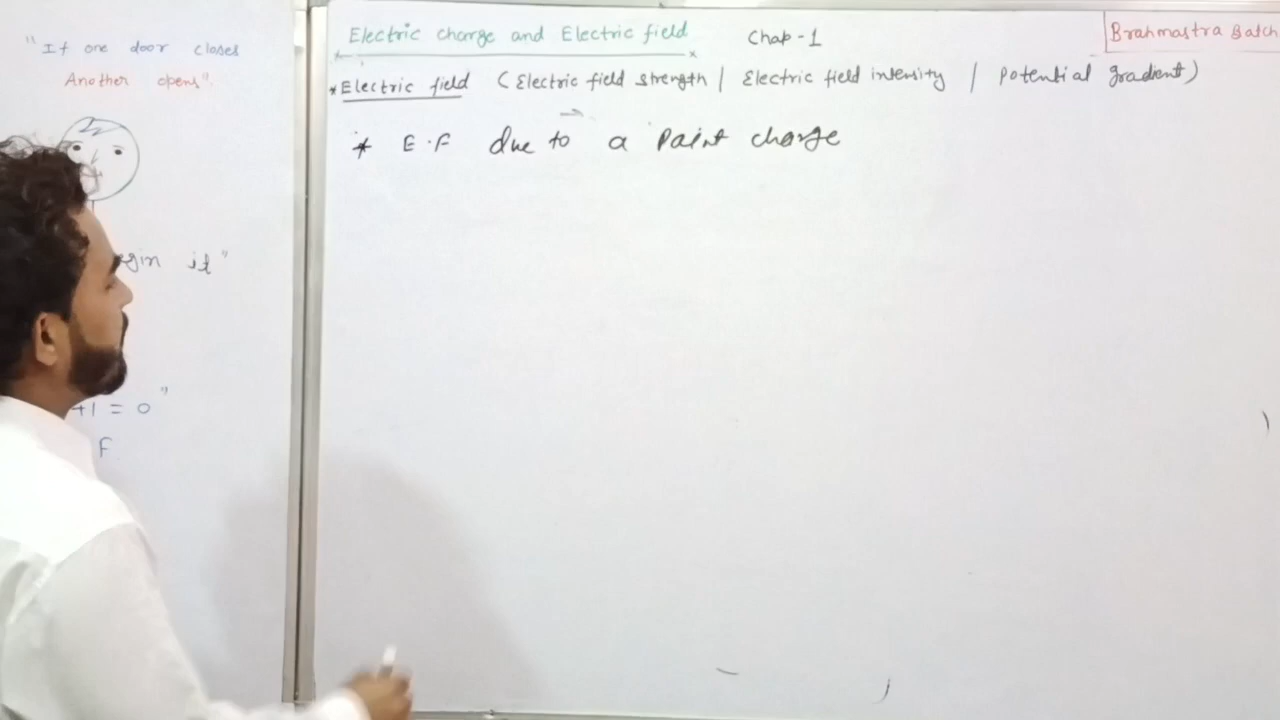 "If one door closes
Another opens".
gin it"
+1 = 0"
F
Electric charge and Electric field Chap-1
Brahmastra Batch
* Electric field (Electric field strength | Electric field intensity / Potential gradient)
* E.F due to a Point charge